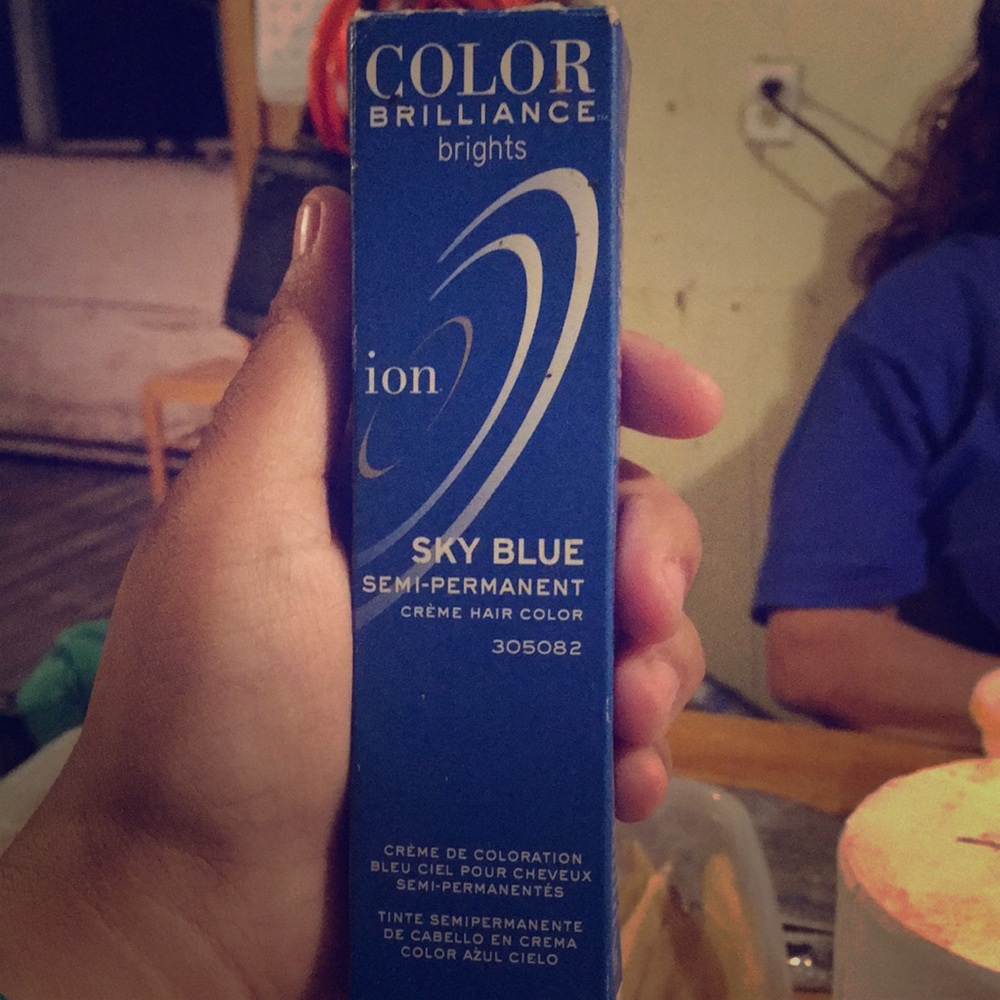 COLOR
BRILLIANCE™
brights
ion
SKY BLUE
SEMI-PERMANENT
CRÈME HAIR COLOR
305082
CRÈME DE COLORATION
BLEU CIEL POUR CHEVEUX
SEMI-PERMANENTÉS
TINTE SEMIPERMANENTE
DE CABELLO EN CREMA
COLOR AZUL CIELO